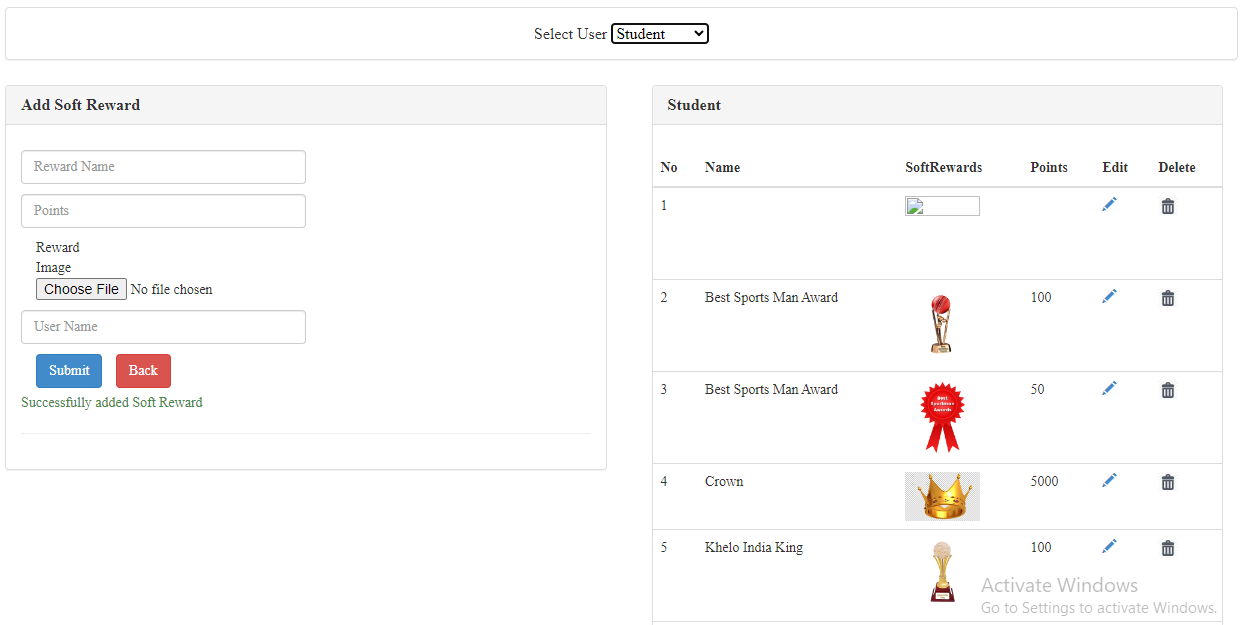 Select User Student
Add Soft Reward
Reward Name
Points
Reward
Image
Choose File No file chosen
User Name
Submit Back
Successfully added Soft Reward
Student
No Name SoftRewards Points Edit Delete
1
2 Best Sports Man Award 100
3 Best Sports Man Award 50
Best
Sportsman
Awards
4 Crown 5000
5 Khelo India King 100
Activate Windows
Go to Settings to activate Windows.